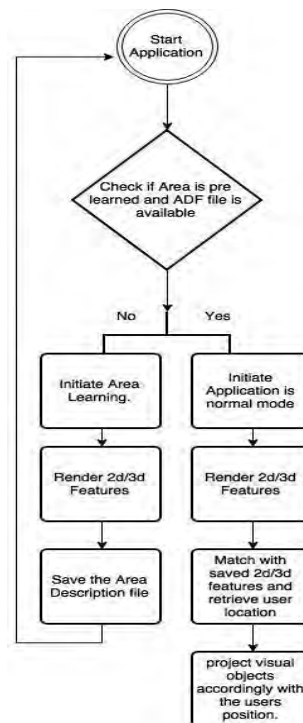 Start
Application
Check if Area is pre
learned and ADF file is
available
No
Yes
Initiate Area
Learning.
Initiate
Application is
normal mode
Render 2d/3d
Features
Render 2d/3d
Features
Save the Area
Description file
Match with
saved 2d/3d
features and
retrieve user
location
project visual
objects
accordingly with
the users
position.